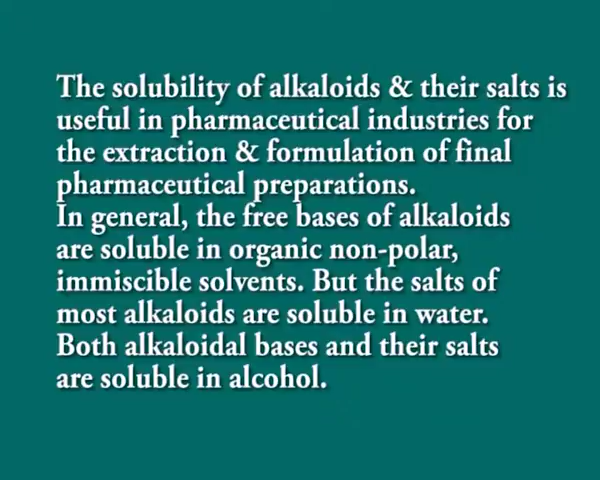 The solubility of alkaloids & their salts is
useful in pharmaceutical industries for
the extraction & formulation of final
pharmaceutical preparations.
In general, the free bases of alkaloids
are soluble in organic non-polar,
immiscible solvents. But the salts of
most alkaloids are soluble in water.
Both alkaloidal bases and their salts
are soluble in alcohol.